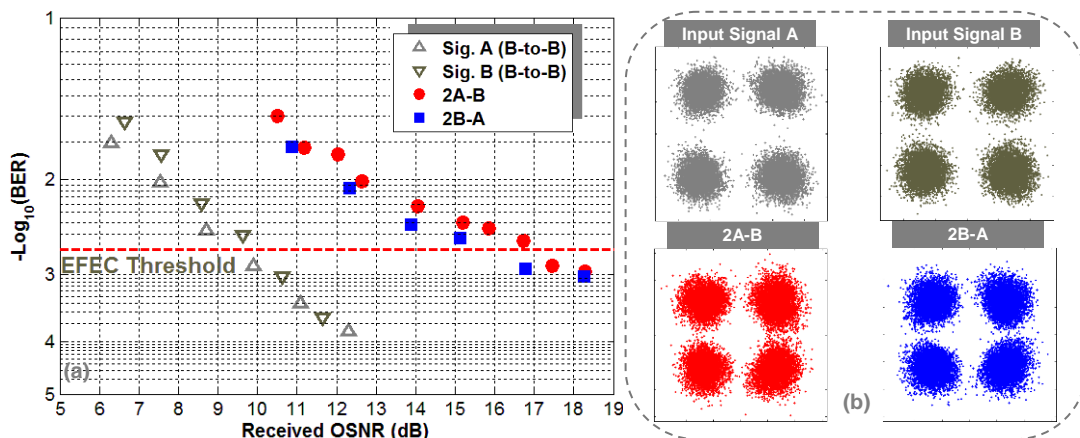 1
2
3
4
5
-Log10(BER)
Sig. A (B-to-B)
Sig. B (B-to-B)
2A-B
2B-A
EFEC Threshold
(a)
5 6 7 8 9 10 11 12 13 14 15 16 17 18 19
Received OSNR (dB)
Input Signal A
Input Signal B
2A-B
2B-A
(b)